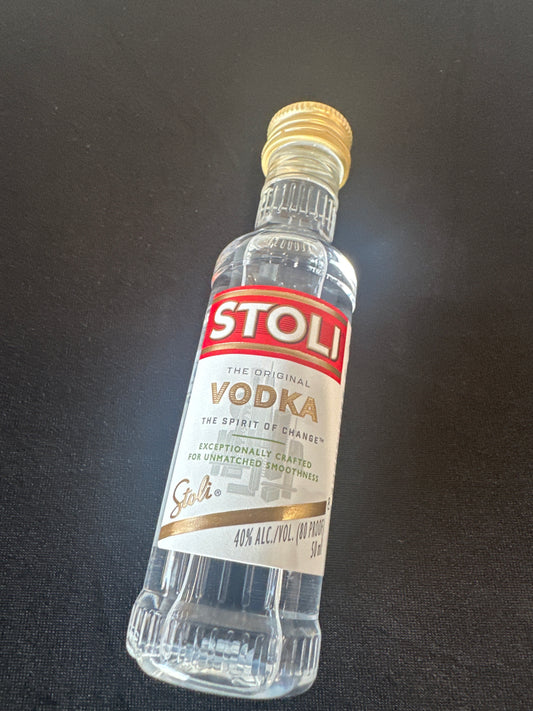 STOLI
THE ORIGINAL
VODKA
THE SPIRIT OF CHANGE™
EXCEPTIONALLY CRAFTED
FOR UNMATCHED SMOOTHNESS
Stoli®
40% ALC./VOL. (80 PROOF)
50 ml